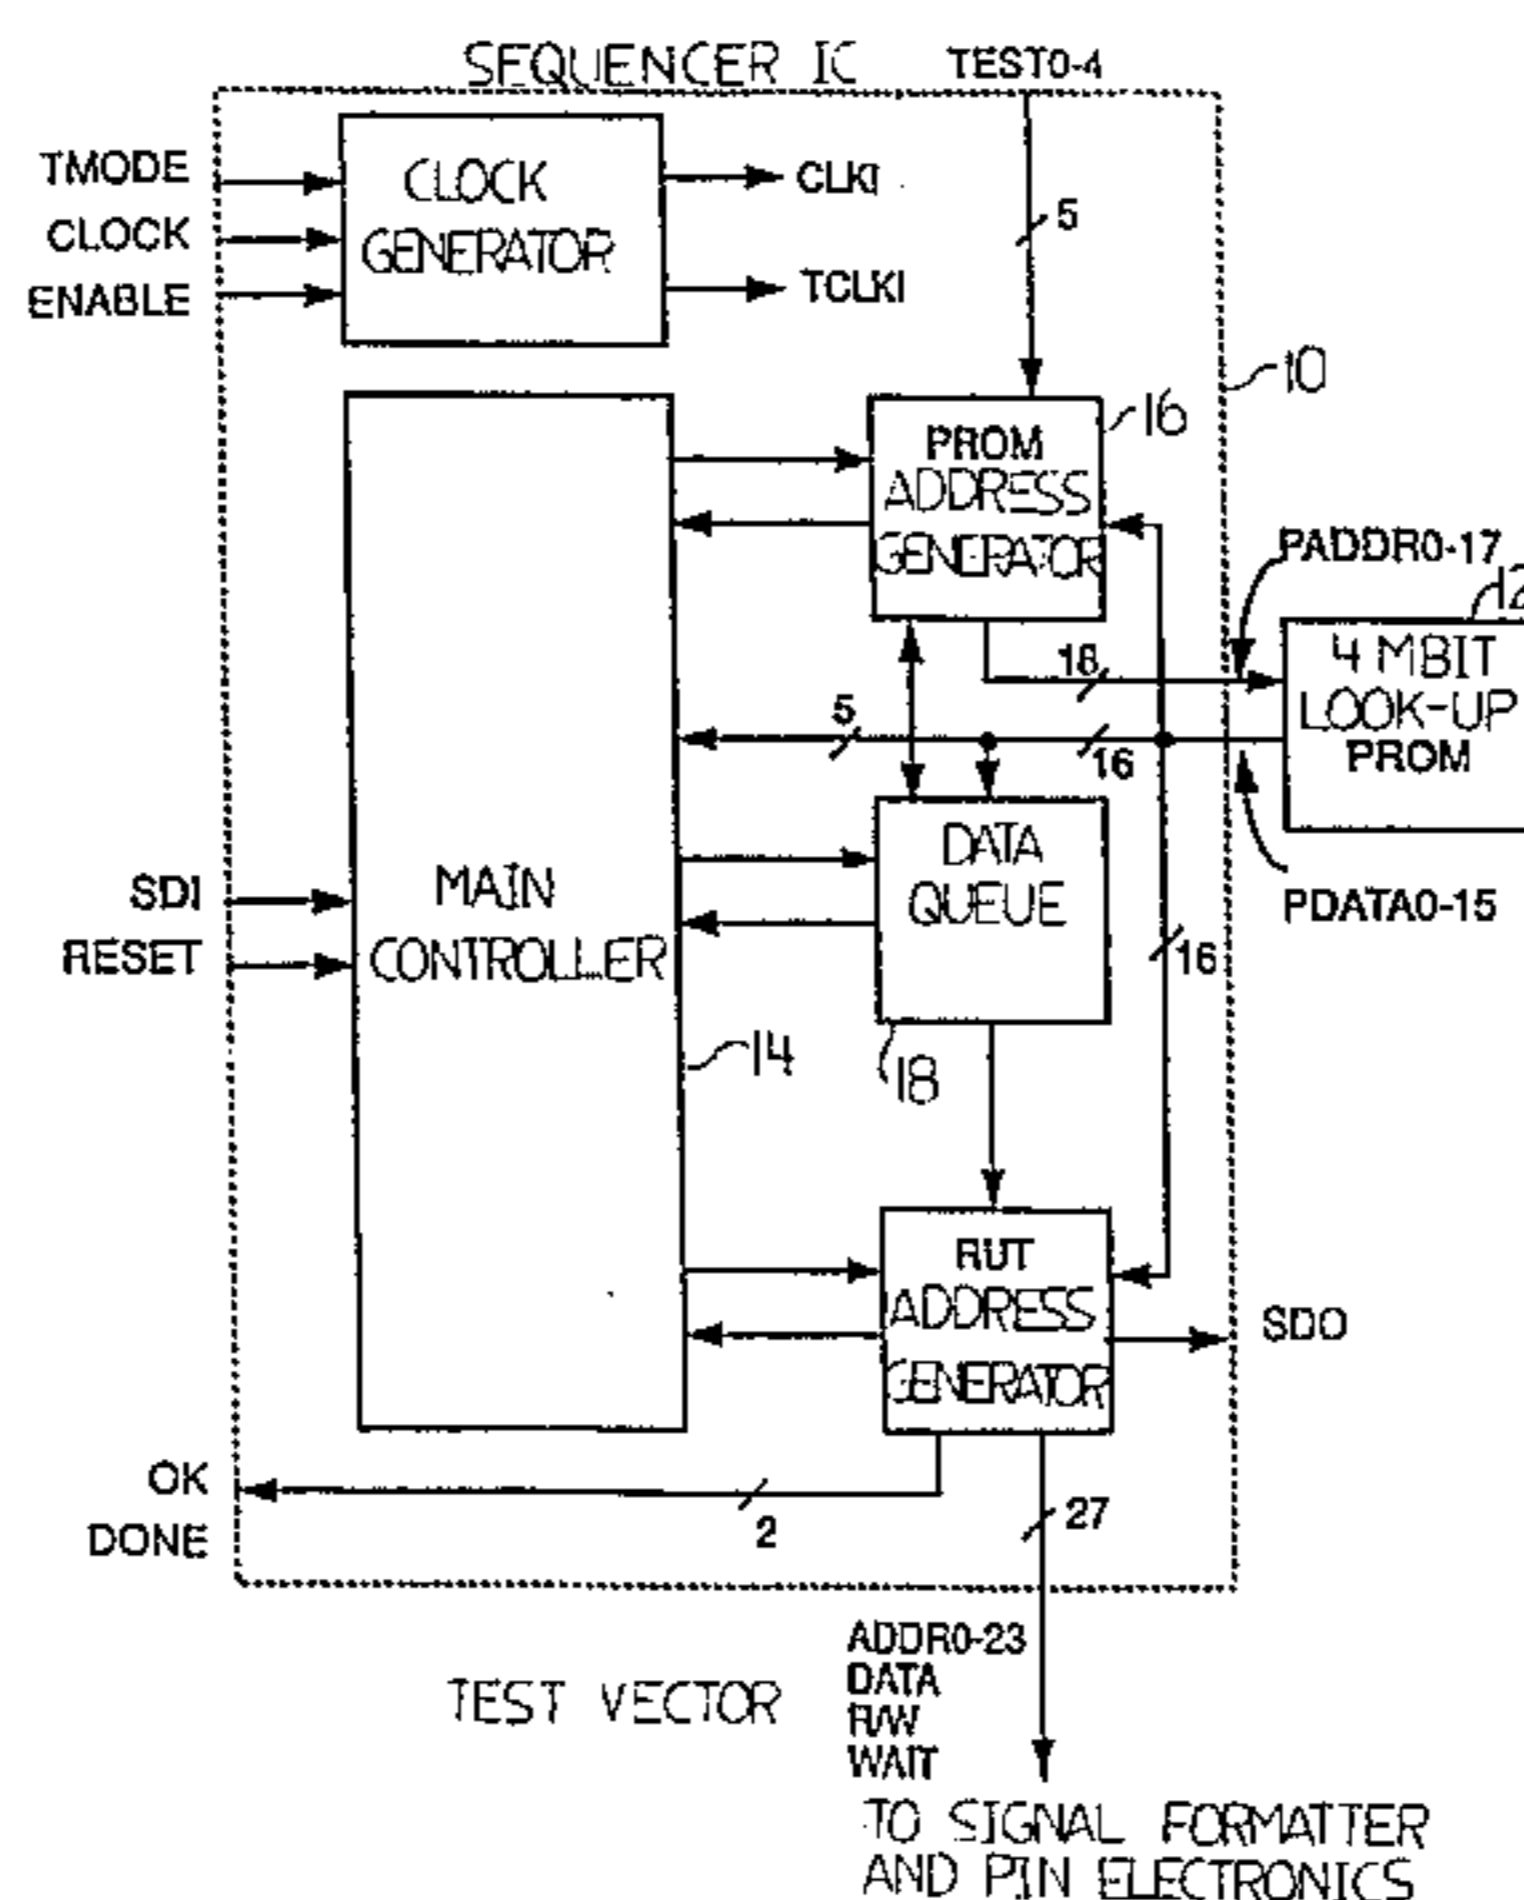 SEQUENCER IC
TEST0-4
TMODE
CLOCK
ENABLE
CLOCK
GENERATOR
CLKI
TCLKI
5
10
16
PROM
ADDRESS
GENERATOR
PADDR0-17
12
4 MBIT
LOOK-UP
PROM
18
5
16
PDATA0-15
DATA
QUEUE
SDI
RESET
MAIN
CONTROLLER
16
14
18
RUT
ADDRESS
GENERATOR
SDO
OK
DONE
2
27
TEST VECTOR
ADDR0-23
DATA
R/W
WAIT
TO SIGNAL FORMATTER
AND PIN ELECTRONICS